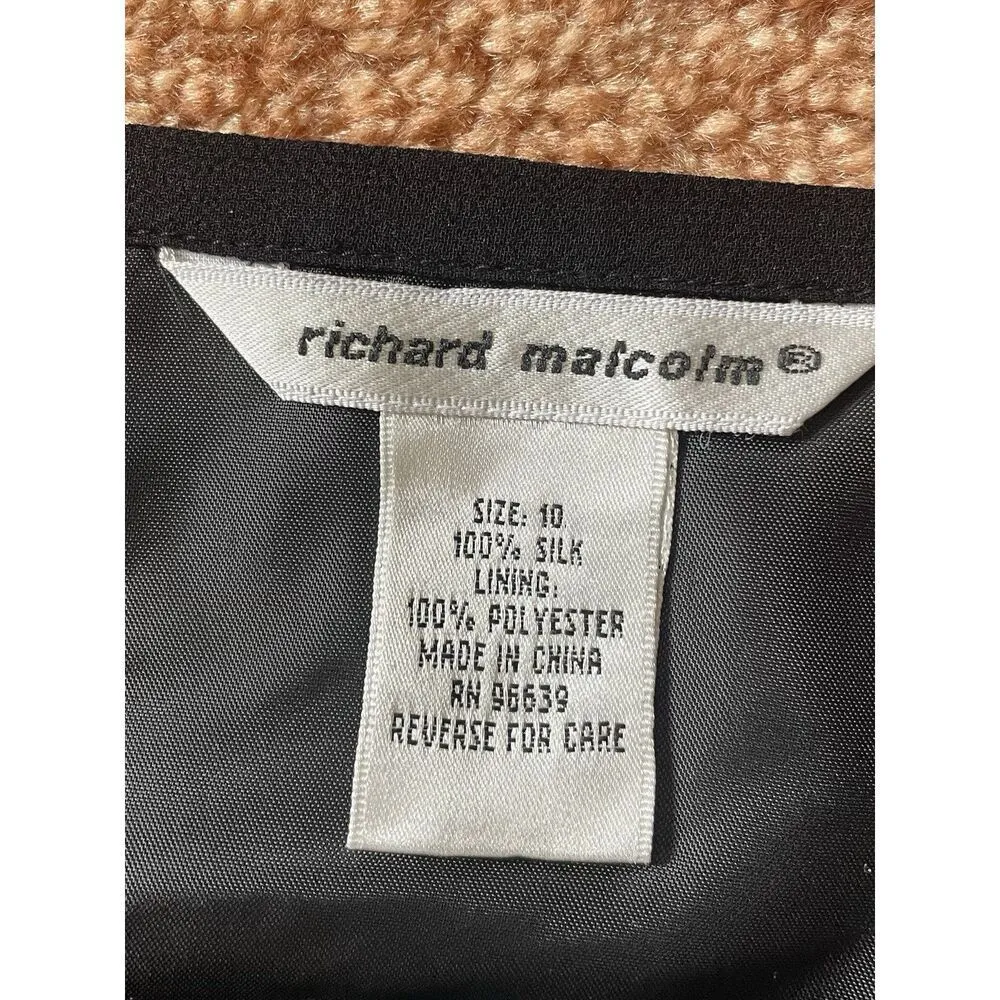 richard malcolm®
SIZE: 10
100% SILK
LINING:
100% POLYESTER
MADE IN CHINA
RN 96639
REVERSE FOR CARE